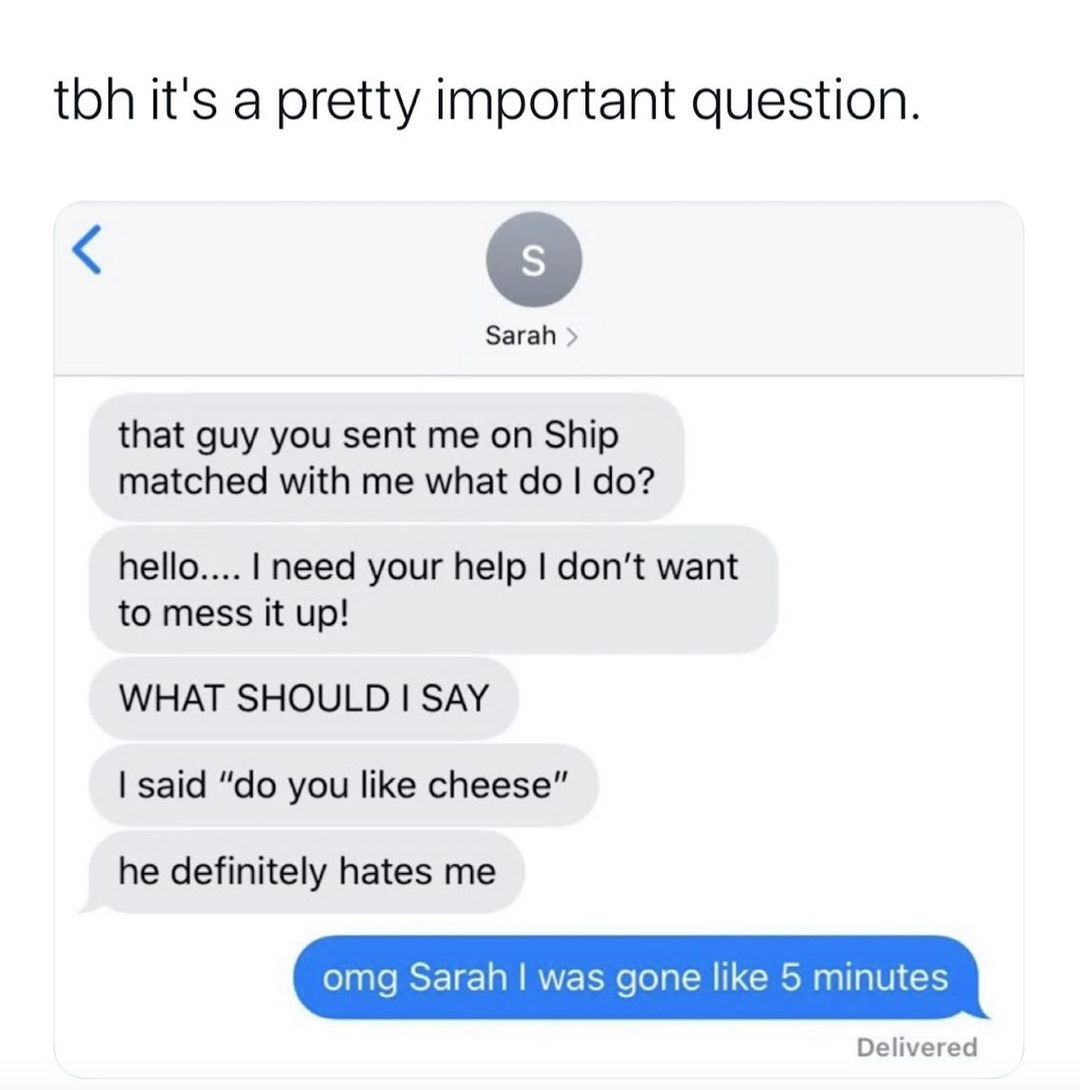 tbh it's a pretty important question.
S
Sarah
that guy you sent me on Ship
matched with me what do I do?
hello.... I need your help I don’t want
to mess it up!
WHAT SHOULD I SAY
I said “do you like cheese”
he definitely hates me
omg Sarah I was gone like 5 minutes
Delivered